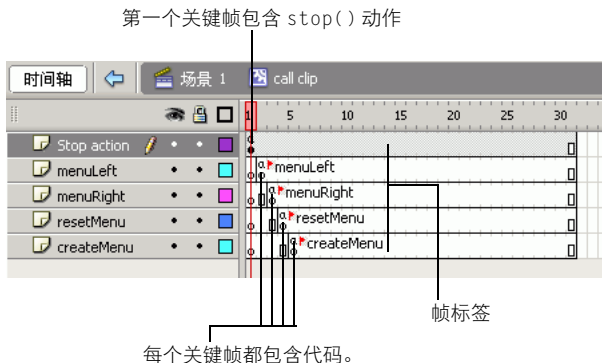 第一个关键帧包含 stop() 动作
时间轴 场景 1 call clip
1 5 10 15 20 25 30
Stop action
menuLeft menuLeft
menuRight menuRight
resetMenu resetMenu
createMenu createMenu
帧标签
每个关键帧都包含代码。